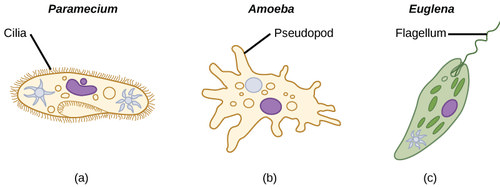 Paramecium
Amoeba
Euglena
Cilia
Pseudopod
Flagellum
(a)
(b)
(c)